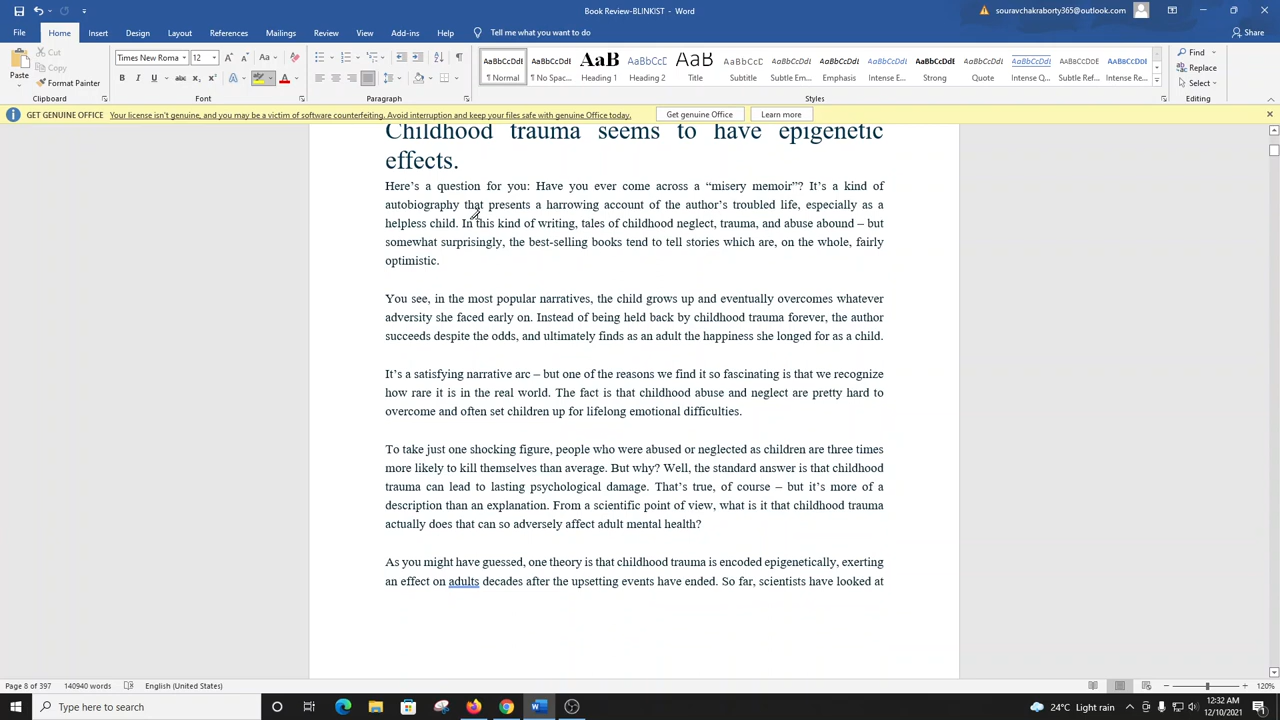 Book Review-BLINKIST - Word
souravchakraborty365@outlook.com
File Home Insert Design Layout References Mailings Review View Add-ins Help Tell me what you want to do Share
Paste
Cut
Copy
Format Painter
Clipboard
Times New Roma 12
Font
Paragraph
AaBbCcDdI AaBbCcDdI AaB AaBbCcD AaB AaBbCcD AaBbCcDdI AaBbCcDdI AaBbCcDdI AaBbCcDdI AaBbCcDdI AaBbCcDdI AaBbCcDdI AaBbCcDdI
¶ Normal ¶ No Spac... Heading 1 Heading 2 Title Subtitle Subtle Em... Emphasis Intense E... Strong Quote Intense Q... Subtle Ref... Intense Re...
Styles
Find
Replace
Select
Editing
GET GENUINE OFFICE Your license isn't genuine, and you may be a victim of software counterfeiting. Avoid interruption and keep your files safe with genuine Office today. Get genuine Office Learn more
Childhood trauma seems to have epigenetic
effects.
Here’s a question for you: Have you ever come across a “misery memoir”? It’s a kind of
autobiography that presents a harrowing account of the author’s troubled life, especially as a
helpless child. In this kind of writing, tales of childhood neglect, trauma, and abuse abound – but
somewhat surprisingly, the best-selling books tend to tell stories which are, on the whole, fairly
optimistic.
You see, in the most popular narratives, the child grows up and eventually overcomes whatever
adversity she faced early on. Instead of being held back by childhood trauma forever, the author
succeeds despite the odds, and ultimately finds as an adult the happiness she longed for as a child.
It’s a satisfying narrative arc – but one of the reasons we find it so fascinating is that we recognize
how rare it is in the real world. The fact is that childhood abuse and neglect are pretty hard to
overcome and often set children up for lifelong emotional difficulties.
To take just one shocking figure, people who were abused or neglected as children are three times
more likely to kill themselves than average. But why? Well, the standard answer is that childhood
trauma can lead to lasting psychological damage. That’s true, of course – but it’s more of a
description than an explanation. From a scientific point of view, what is it that childhood trauma
actually does that can so adversely affect adult mental health?
As you might have guessed, one theory is that childhood trauma is encoded epigenetically, exerting
an effect on adults decades after the upsetting events have ended. So far, scientists have looked at
Page 8 of 397 140940 words English (United States) 120%
Type here to search
24°C Light rain
12:32 AM
12/10/2021